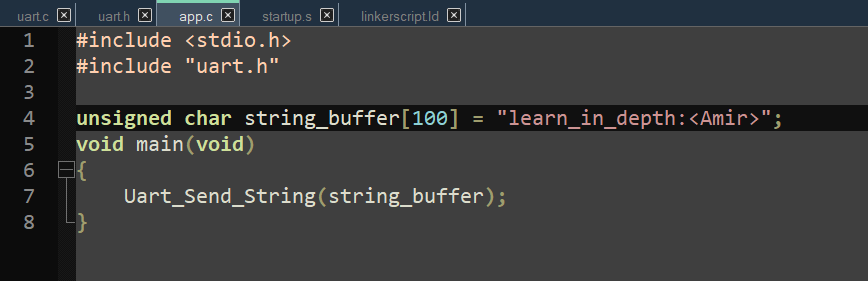 uart.c uart.h app.c startup.s linkerscript.ld
1 #include <stdio.h>
2 #include "uart.h"
3
4 unsigned char string_buffer[100] = "learn_in_depth:<Amir>";
5 void main(void)
6 {
7 Uart_Send_String(string_buffer);
8 }